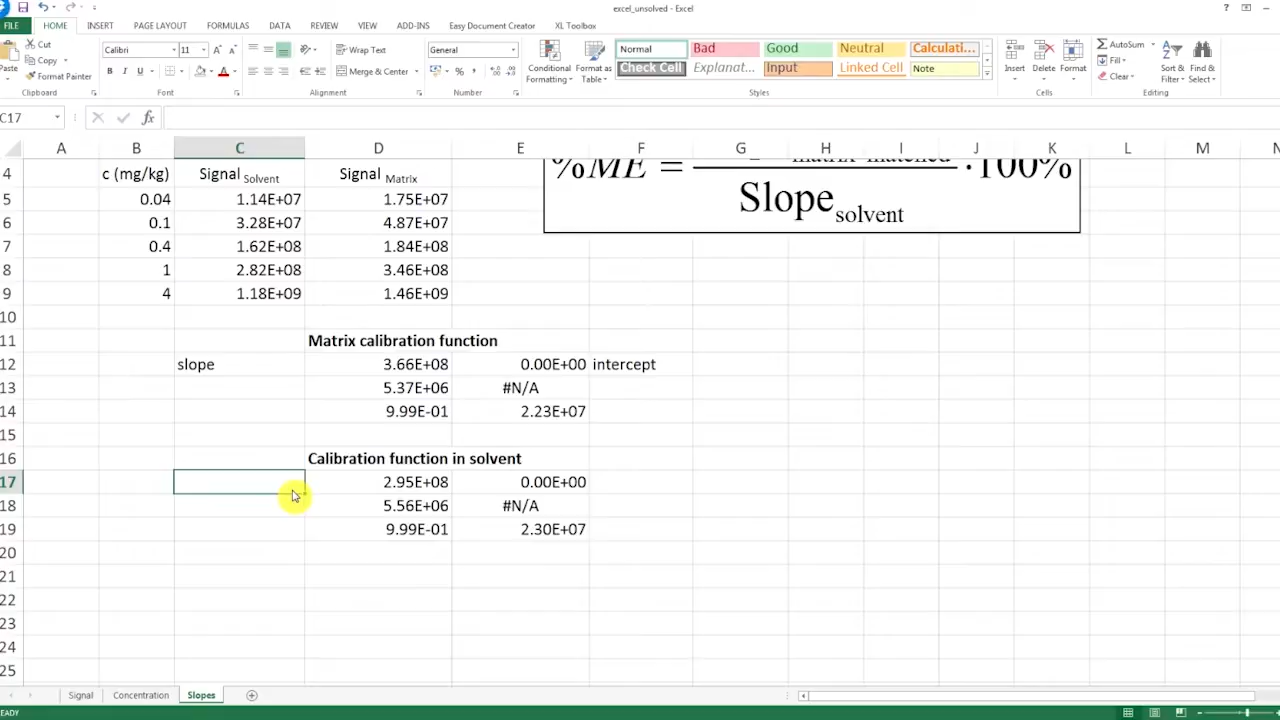 excel_unsolved - Excel
FILE HOME INSERT PAGE LAYOUT FORMULAS DATA REVIEW VIEW ADD-INS Easy Document Creator XL Toolbox
Cut
Copy
Format Painter
Clipboard
Calibri 11
B I U
Font
Wrap Text
Merge & Center
Alignment
General
Number
Conditional Formatting
Format as Table
Normal Bad Good Neutral Calculati...
Check Cell Explanat... Input Linked Cell Note
Styles
Insert Delete Format
Cells
AutoSum
Fill
Clear
Sort & Filter
Find & Select
Editing
C17 fx
A B C D E F G H I J K L M
4 c (mg/kg) Signal Solvent Signal Matrix
%ME = · 100%
Slope solvent
5 0.04 1.14E+07 1.75E+07
6 0.1 3.28E+07 4.87E+07
7 0.4 1.62E+08 1.84E+08
8 1 2.82E+08 3.46E+08
9 4 1.18E+09 1.46E+09
10
11 Matrix calibration function
12 slope 3.66E+08 0.00E+00 intercept
13 5.37E+06 #N/A
14 9.99E-01 2.23E+07
15
16 Calibration function in solvent
17 2.95E+08 0.00E+00
18 5.56E+06 #N/A
19 9.99E-01 2.30E+07
20
21
22
23
24
25
Signal Concentration Slopes